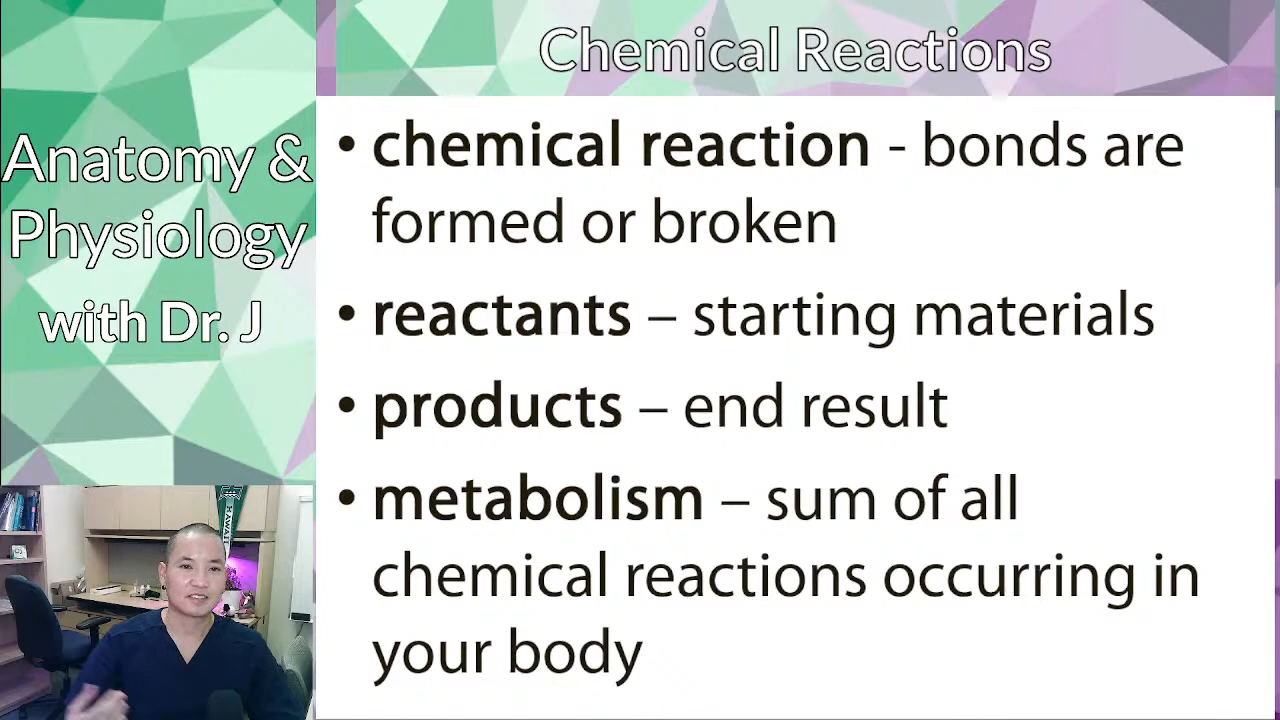 Chemical Reactions
Anatomy &
Physiology
with Dr. J
• chemical reaction - bonds are
formed or broken
• reactants – starting materials
• products – end result
• metabolism – sum of all
chemical reactions occurring in
your body
HAWAII